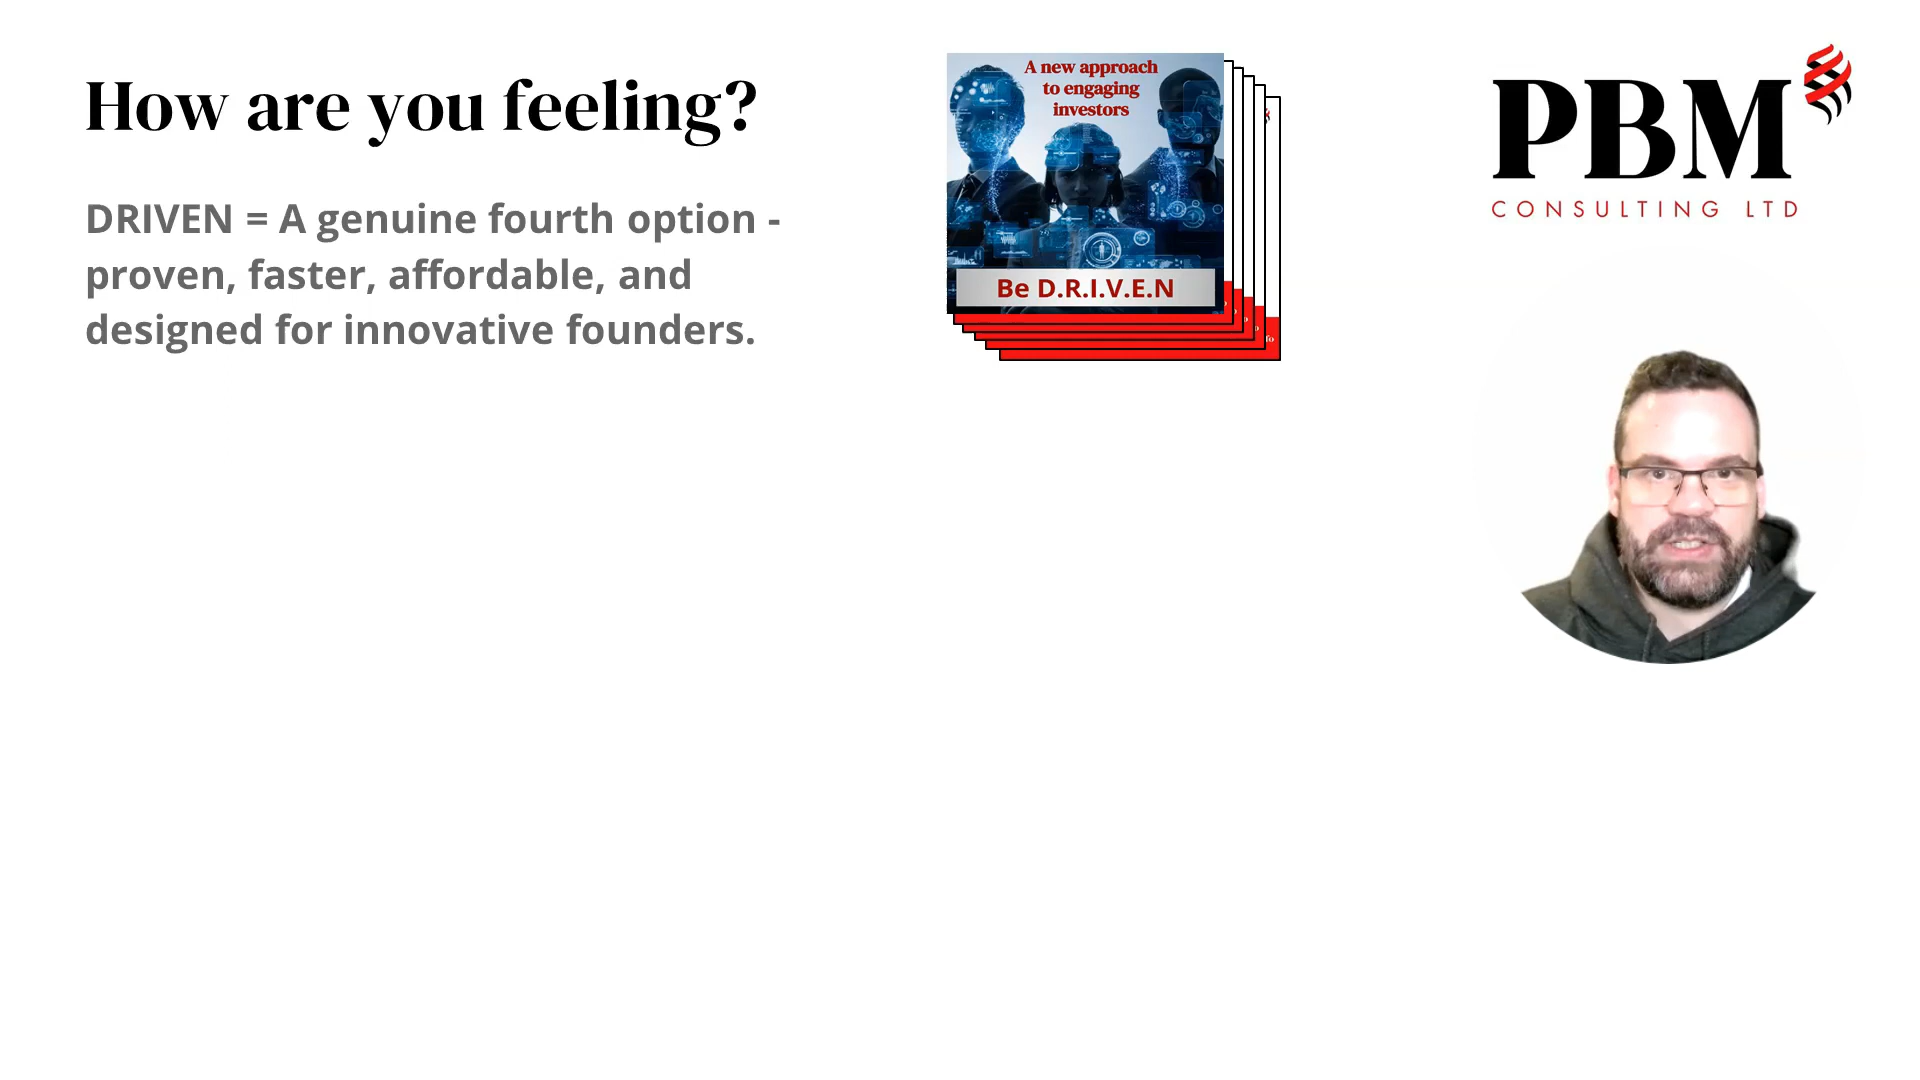 How are you feeling?
DRIVEN = A genuine fourth option -
proven, faster, affordable, and
designed for innovative founders.
A new approach
to engaging
investors
Be D.R.I.V.E.N
PBM
CONSULTING LTD